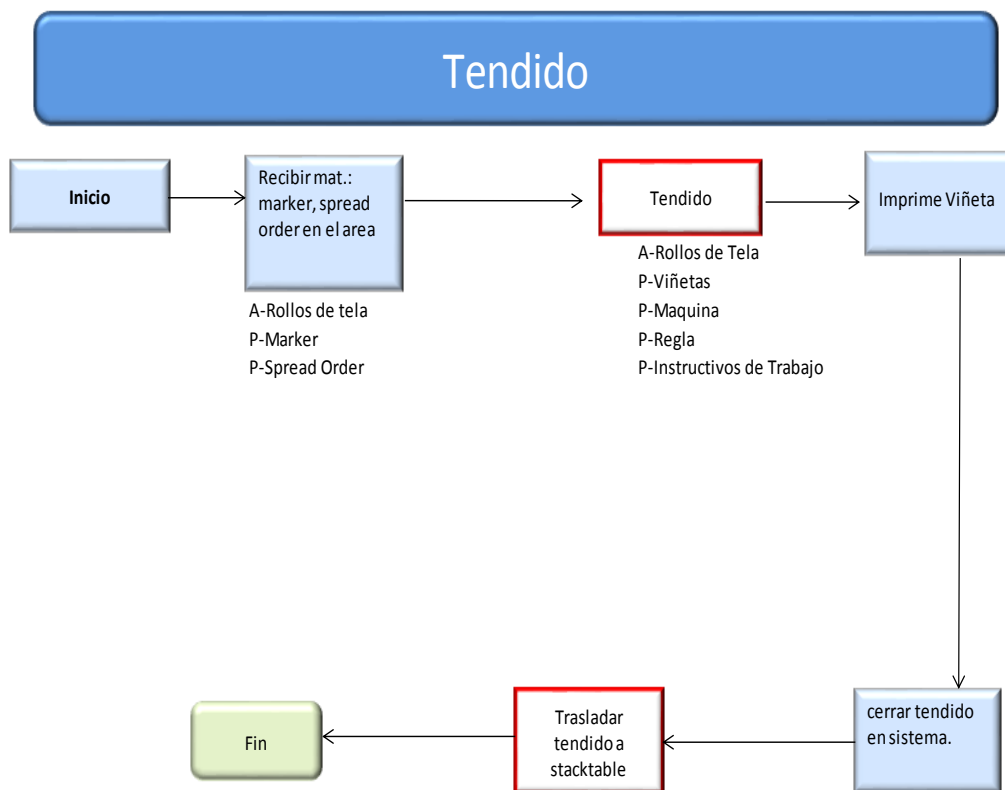 Tendido
Inicio
Recibir mat.:
marker, spread
order en el area
Tendido
Imprime Viñeta
A-Rollos de tela
P-Marker
P-Spread Order
A-Rollos de Tela
P-Viñetas
P-Maquina
P-Regla
P-Instructivos de Trabajo
Fin
Trasladar
tendido a
stacktable
cerrar tendido
en sistema.